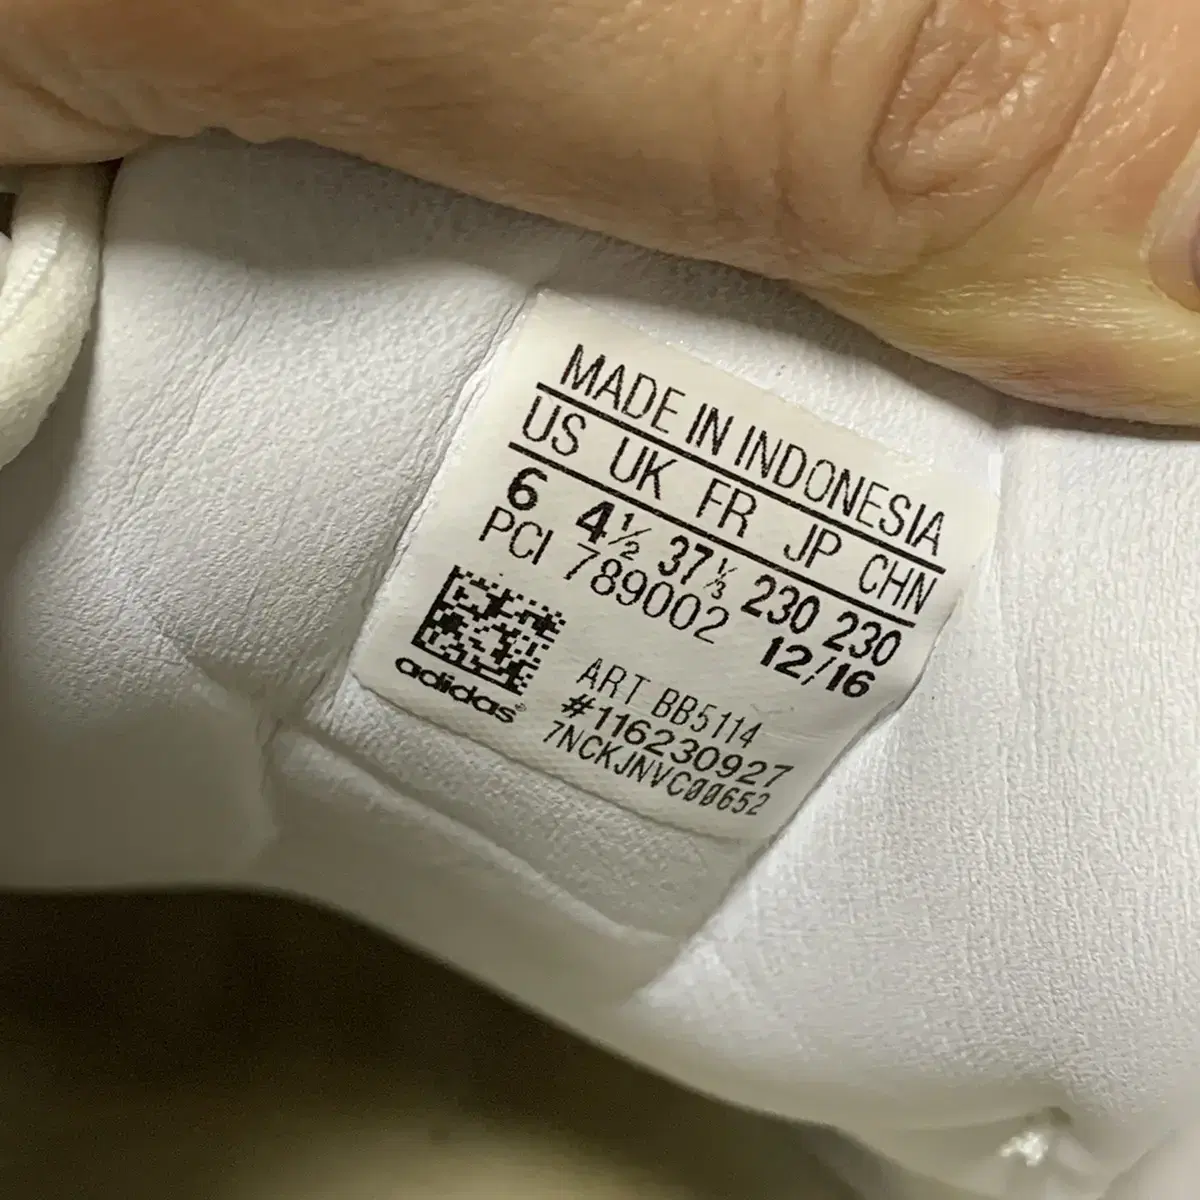 MADE IN INDONESIA
US UK FR JP CHN
6 4½ 37⅓ 230 230
PCI 789002 12/16
ART BB5114
#116230927
7NCKJNVC00652
adidas